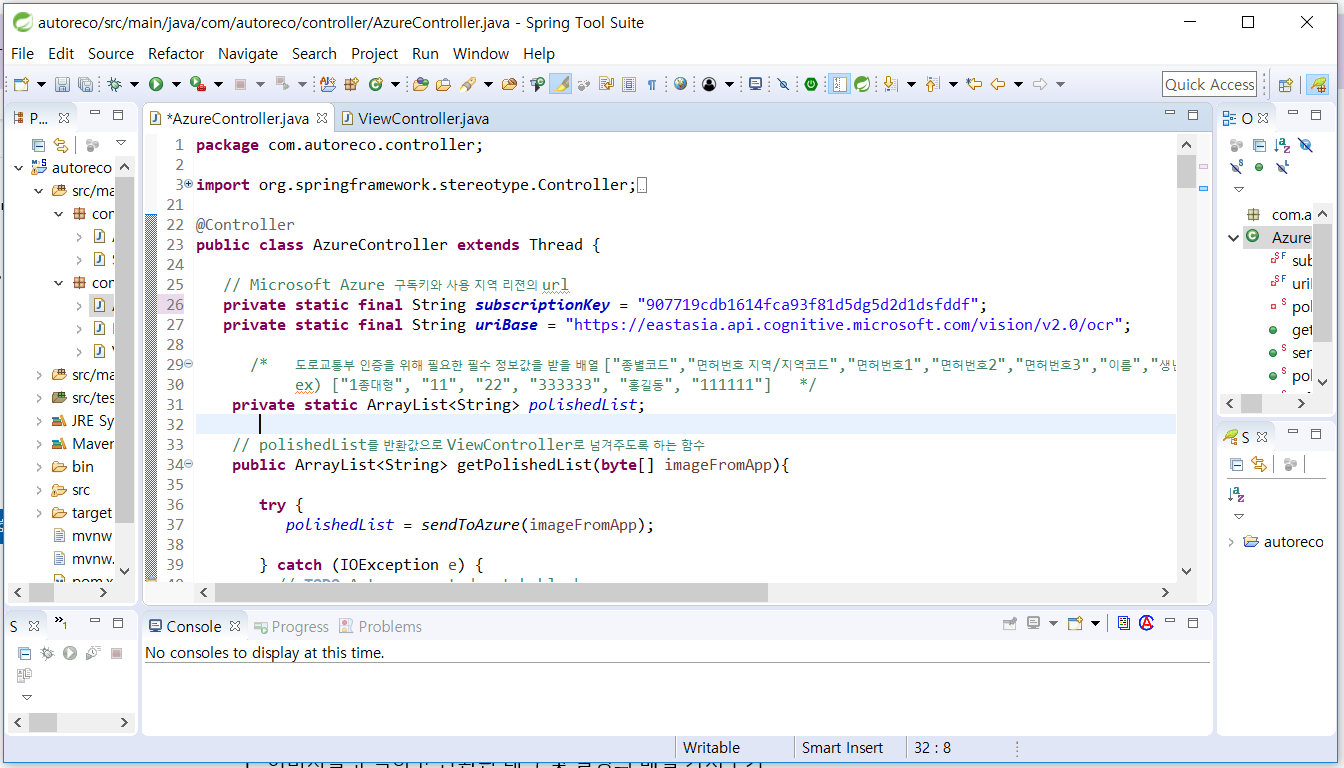 autoreco/src/main/java/com/autoreco/controller/AzureController.java - Spring Tool Suite
File Edit Source Refactor Navigate Search Project Run Window Help
Quick Access
P...
*AzureController.java
ViewController.java
O
autoreco
src/ma
cor
cor
src/ma
src/tes
JRE Sy
Maver
bin
src
target
mvnw
mvnw.
pom.x
1 package com.autoreco.controller;
2
3 import org.springframework.stereotype.Controller;
21
22 @Controller
23 public class AzureController extends Thread {
24
25 // Microsoft Azure 구독키와 사용 지역 리젼의 url
26 private static final String subscriptionKey = "907719cdb1614fca93f81d5dg5d2d1dsfddf";
27 private static final String uriBase = "https://eastasia.api.cognitive.microsoft.com/vision/v2.0/ocr";
28
29 /* 도로교통부 인증을 위해 필요한 필수 정보값을 받을 배열 ["종별코드","면허번호 지역/지역코드","면허번호1","면허번호2","면허번호3","이름","생년
30 ex) ["1종대형", "11", "22", "333333", "홍길동", "111111"] */
31 private static ArrayList<String> polishedList;
32
33 // polishedList를 반환값으로 ViewController로 넘겨주도록 하는 함수
34 public ArrayList<String> getPolishedList(byte[] imageFromApp){
35
36 try {
37 polishedList = sendToAzure(imageFromApp);
38
39 } catch (IOException e) {
com.a
Azure
sub
uril
pol
get
ser
pol
S
autoreco
S
Console
Progress
Problems
No consoles to display at this time.
Writable
Smart Insert
32 : 8